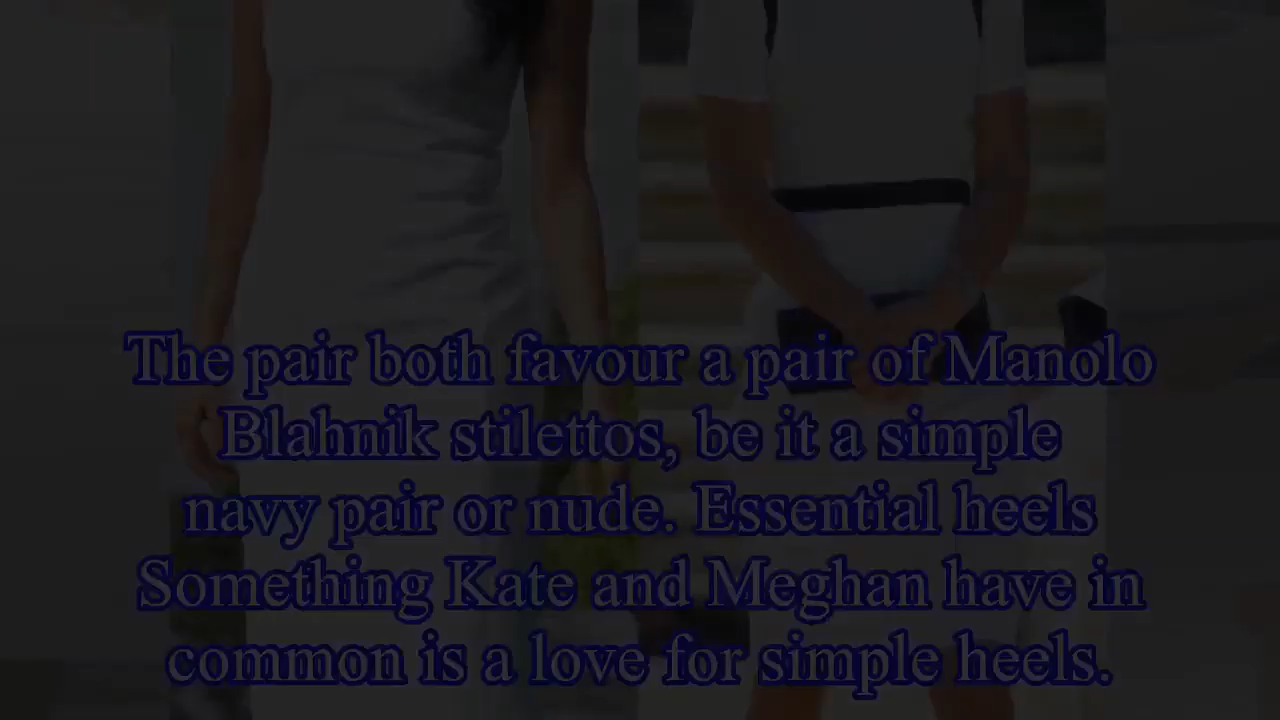 The pair both favour a pair of Manolo
Blahnik stilettos, be it a simple
navy pair or nude. Essential heels
Something Kate and Meghan have in
common is a love for simple heels.